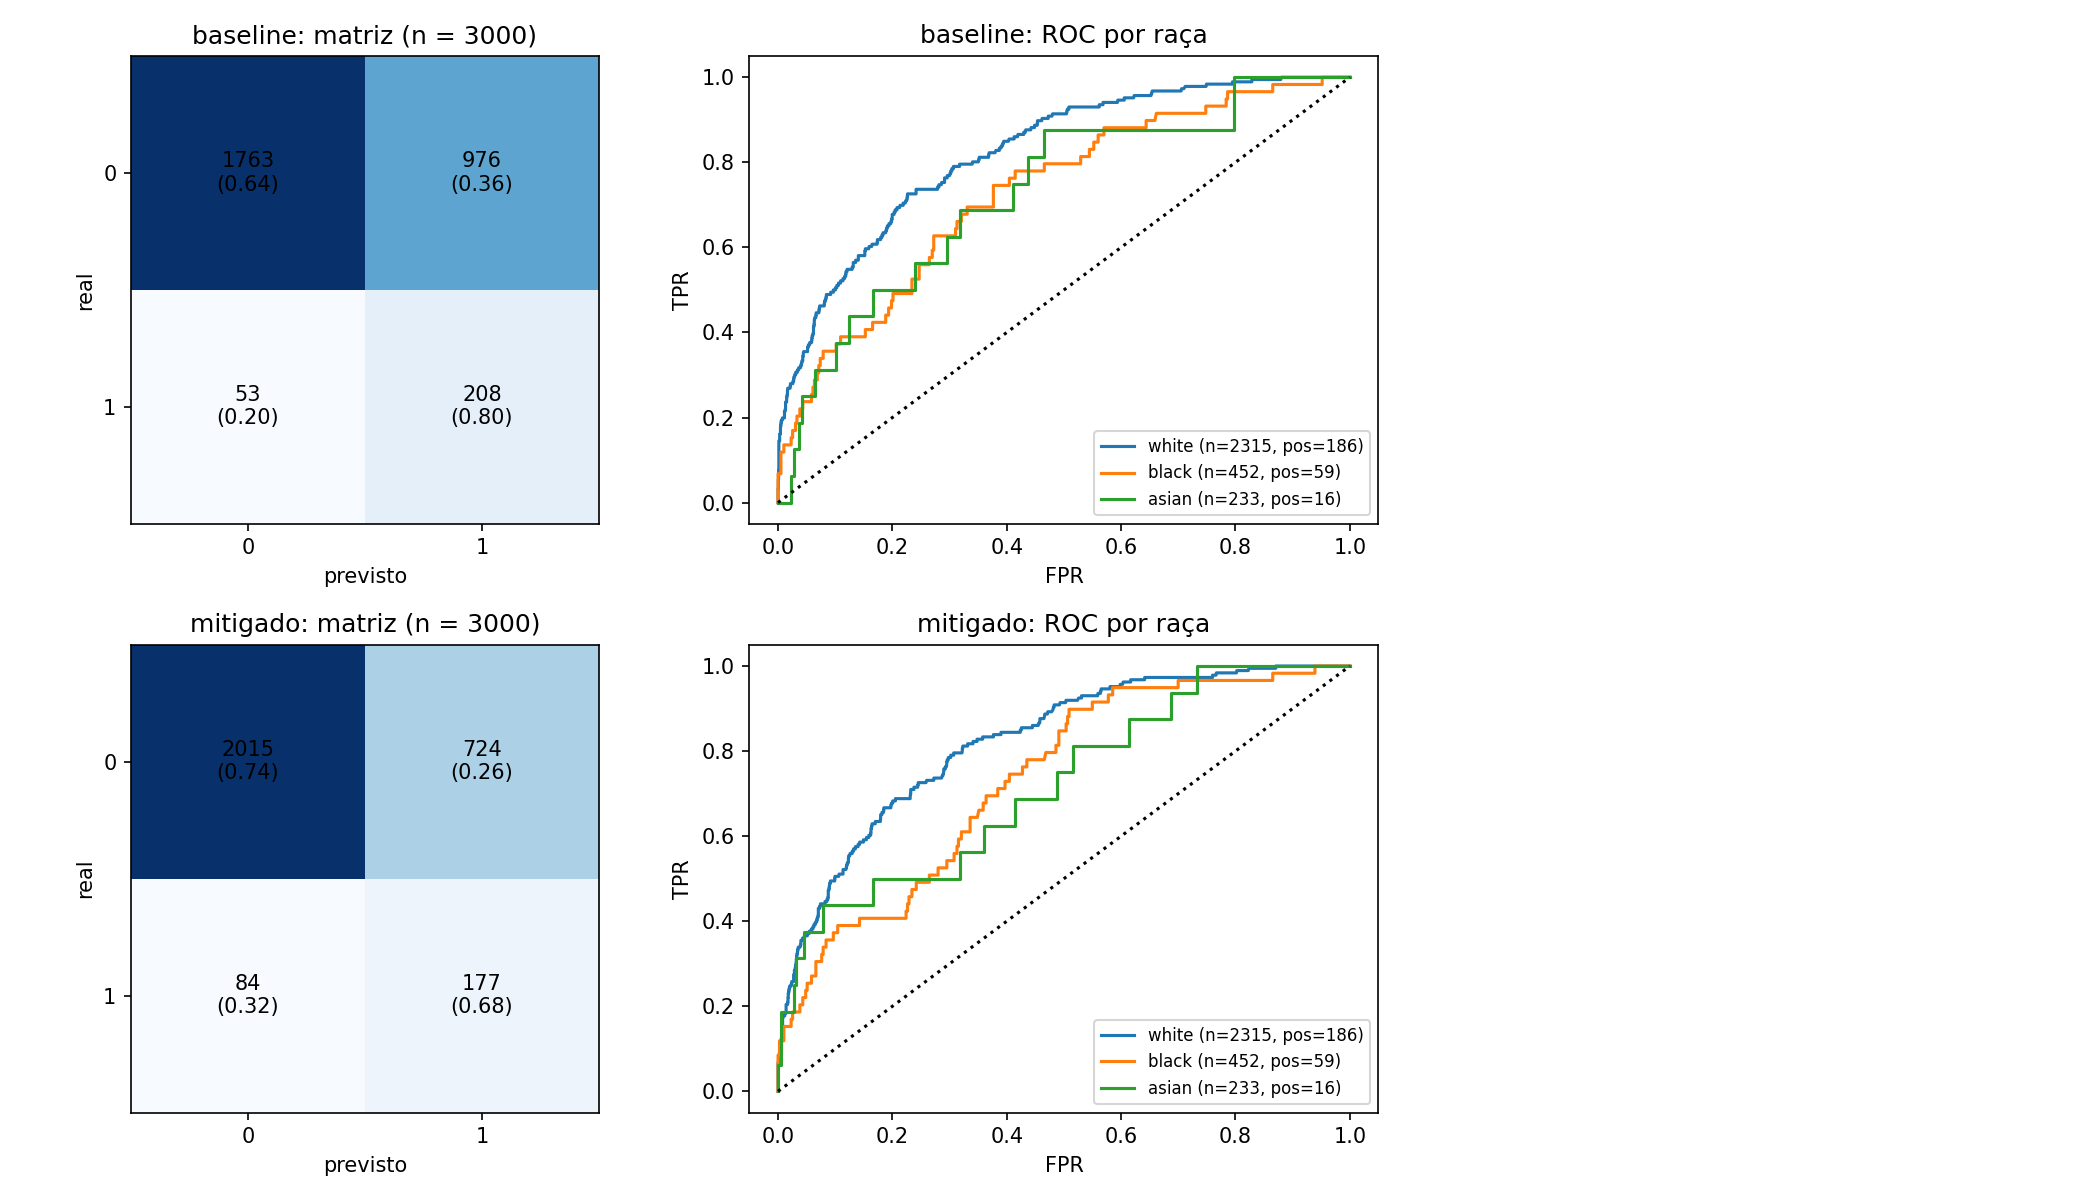 baseline: matriz (n = 3000)
real
0
1
1763
(0.64)
976
(0.36)
53
(0.20)
208
(0.80)
0
1
previsto
baseline: ROC por raça
TPR
1.0
0.8
0.6
0.4
0.2
0.0
white (n=2315, pos=186)
black (n=452, pos=59)
asian (n=233, pos=16)
0.0
0.2
0.4
0.6
0.8
1.0
FPR
mitigado: matriz (n = 3000)
real
0
1
2015
(0.74)
724
(0.26)
84
(0.32)
177
(0.68)
0
1
previsto
mitigado: ROC por raça
TPR
1.0
0.8
0.6
0.4
0.2
0.0
white (n=2315, pos=186)
black (n=452, pos=59)
asian (n=233, pos=16)
0.0
0.2
0.4
0.6
0.8
1.0
FPR